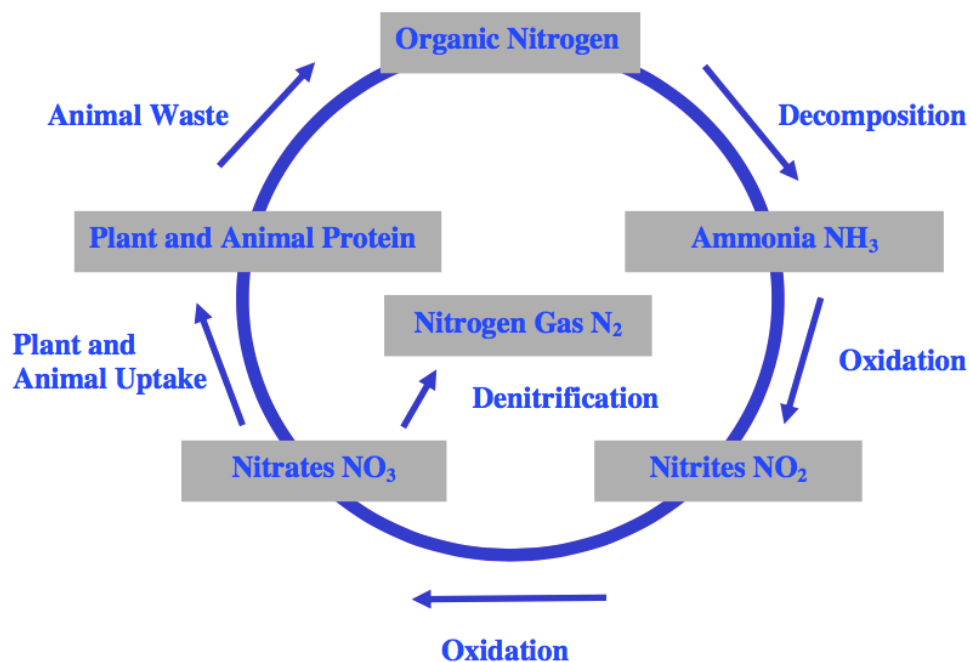 Organic Nitrogen
Animal Waste
Decomposition
Plant and Animal Protein
Ammonia NH₃
Nitrogen Gas N₂
Plant and
Animal Uptake
Oxidation
Denitrification
Nitrates NO₃
Nitrites NO₂
Oxidation